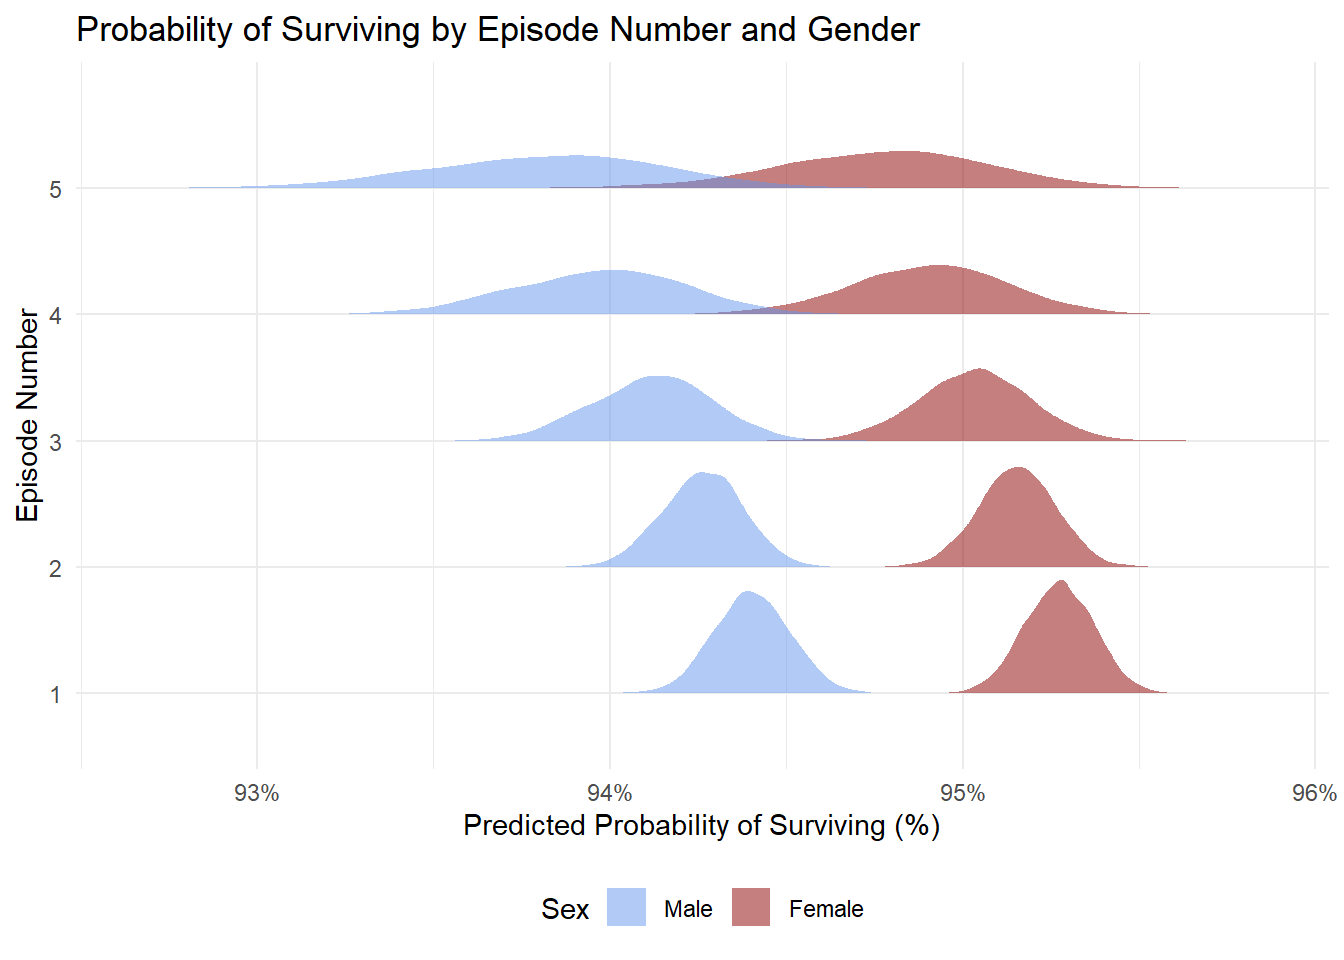 Probability of Surviving by Episode Number and Gender
Episode Number
5
4
3
2
1
93% 94% 95% 96%
Predicted Probability of Surviving (%)
Sex Male Female